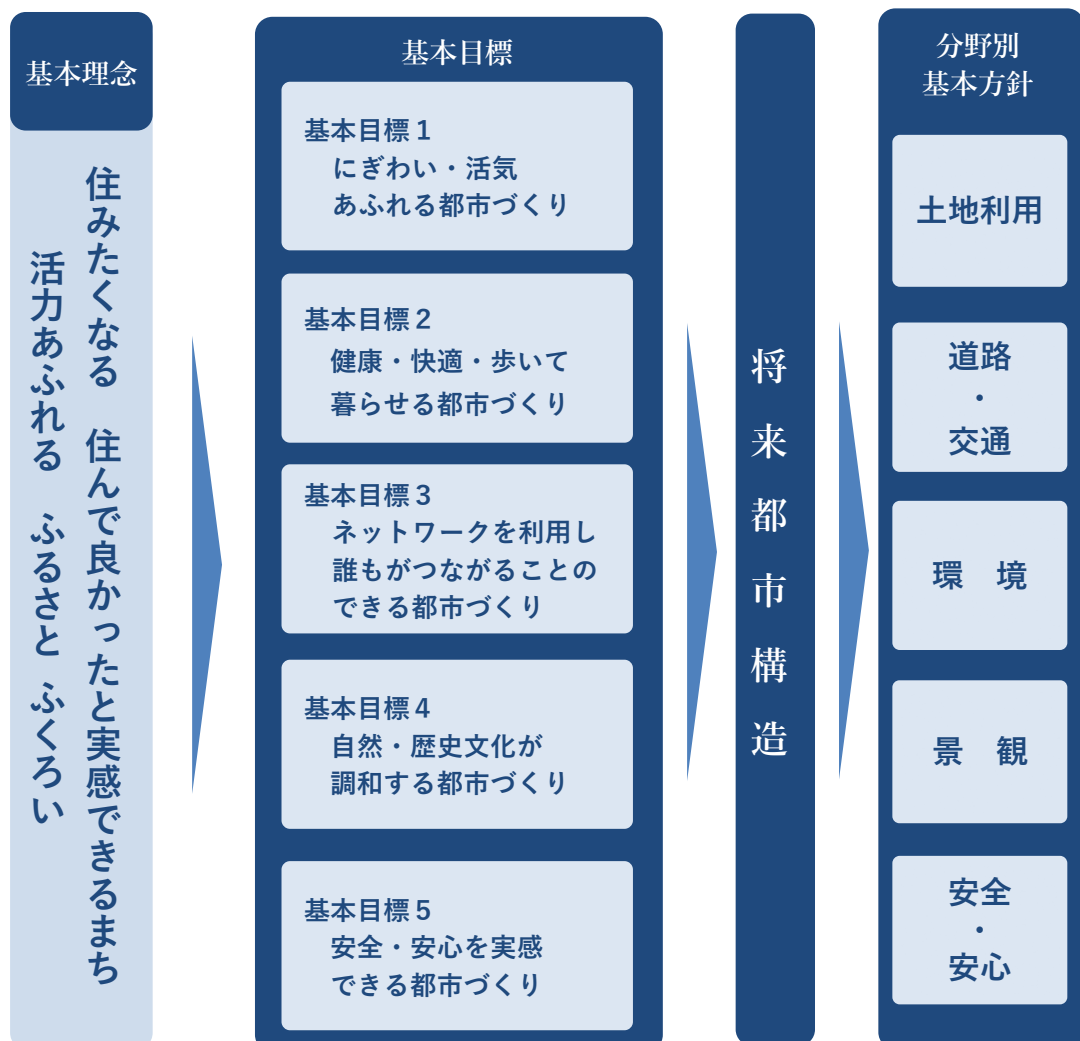 基本理念
住みたくなる　住んで良かったと実感できるまち
活力あふれる　ふるさと ふくろい
基本目標
基本目標１
にぎわい・活気
あふれる都市づくり
基本目標２
健康・快適・歩いて
暮らせる都市づくり
基本目標３
ネットワークを利用し
誰もがつながることの
できる都市づくり
基本目標４
自然・歴史文化が
調和する都市づくり
基本目標５
安全・安心を実感
できる都市づくり
将来都市構造
分野別
基本方針
土地利用
道路
・
交通
環　境
景　観
安全
・
安心